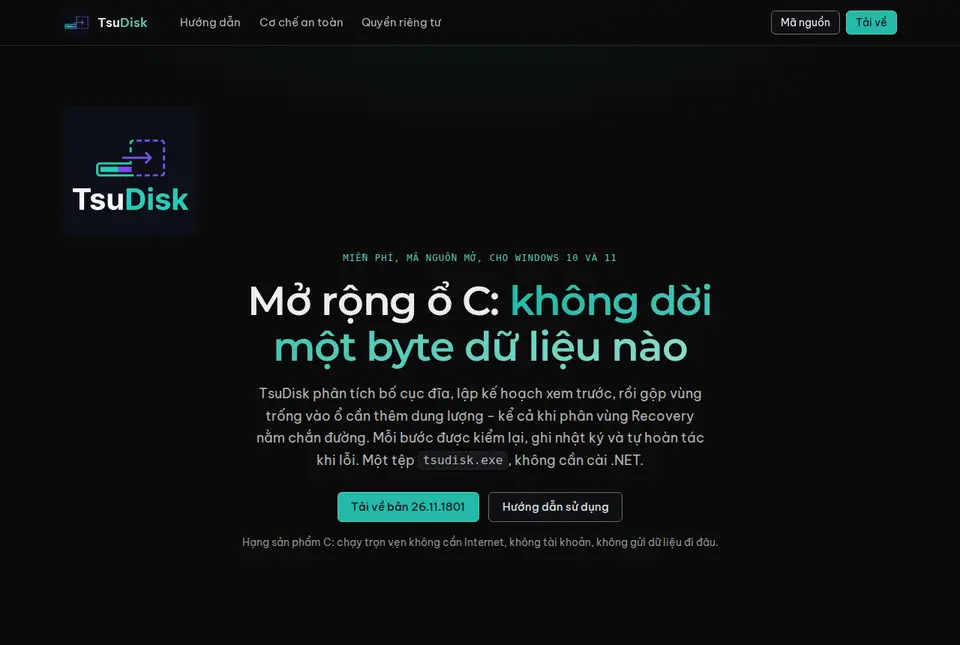 TsuDisk
Hướng dẫn
Cơ chế an toàn
Quyền riêng tư
Mã nguồn
Tải về
TsuDisk
MIỄN PHÍ, MÃ NGUỒN MỞ, CHO WINDOWS 10 VÀ 11
Mở rộng ổ C: không dời
một byte dữ liệu nào
TsuDisk phân tích bố cục đĩa, lập kế hoạch xem trước, rồi gộp vùng
trống vào ổ cần thêm dung lượng - kể cả khi phân vùng Recovery
nằm chắn đường. Mỗi bước được kiểm lại, ghi nhật ký và tự hoàn tác
khi lỗi. Một tệp tsudisk.exe, không cần cài .NET.
Tải về bản 26.11.1801
Hướng dẫn sử dụng
Hạng sản phẩm C: chạy trọn vẹn không cần Internet, không tài khoản, không gửi dữ liệu đi đâu.